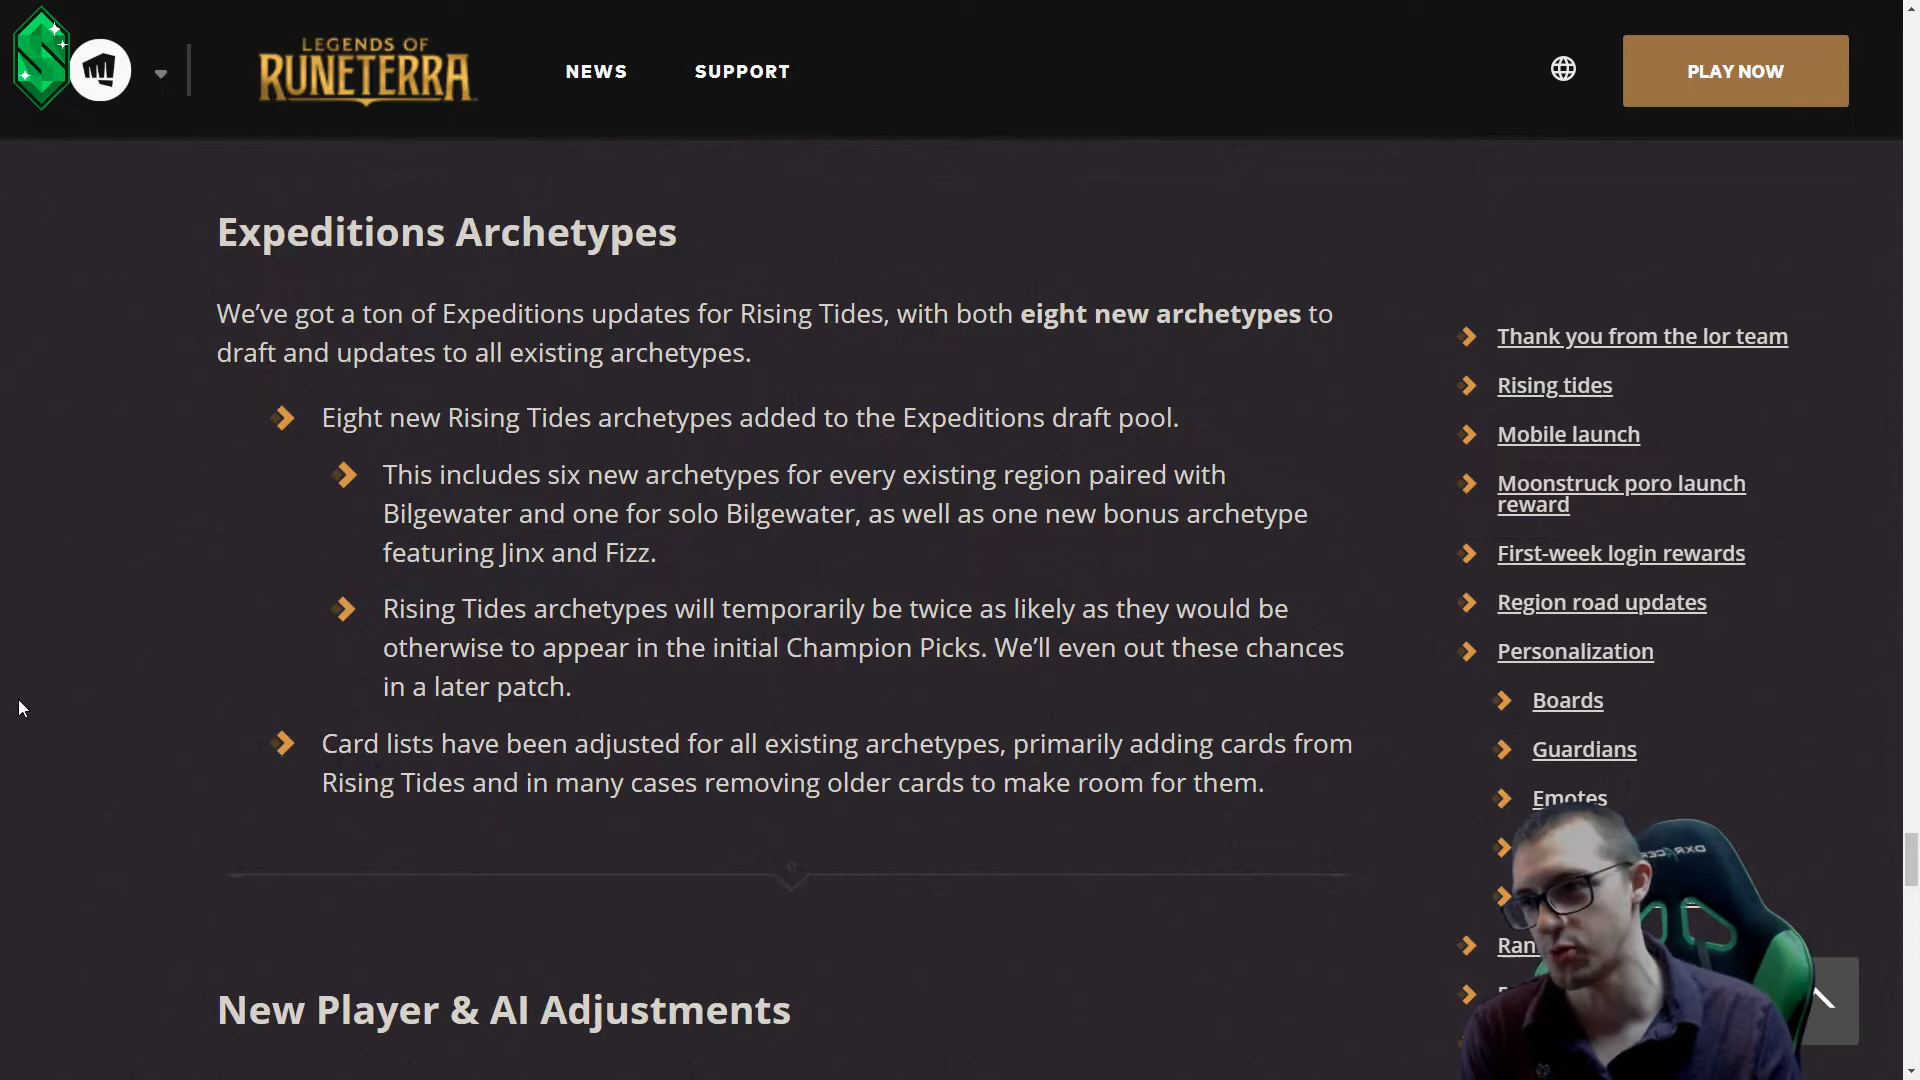 LEGENDS OF
RUNETERRA
NEWS
SUPPORT
PLAY NOW
Expeditions Archetypes
We’ve got a ton of Expeditions updates for Rising Tides, with both eight new archetypes to
draft and updates to all existing archetypes.
Eight new Rising Tides archetypes added to the Expeditions draft pool.
This includes six new archetypes for every existing region paired with
Bilgewater and one for solo Bilgewater, as well as one new bonus archetype
featuring Jinx and Fizz.
Rising Tides archetypes will temporarily be twice as likely as they would be
otherwise to appear in the initial Champion Picks. We’ll even out these chances
in a later patch.
Card lists have been adjusted for all existing archetypes, primarily adding cards from
Rising Tides and in many cases removing older cards to make room for them.
New Player & AI Adjustments
Thank you from the lor team
Rising tides
Mobile launch
Moonstruck poro launch
reward
First-week login rewards
Region road updates
Personalization
Boards
Guardians
Emotes
Ran